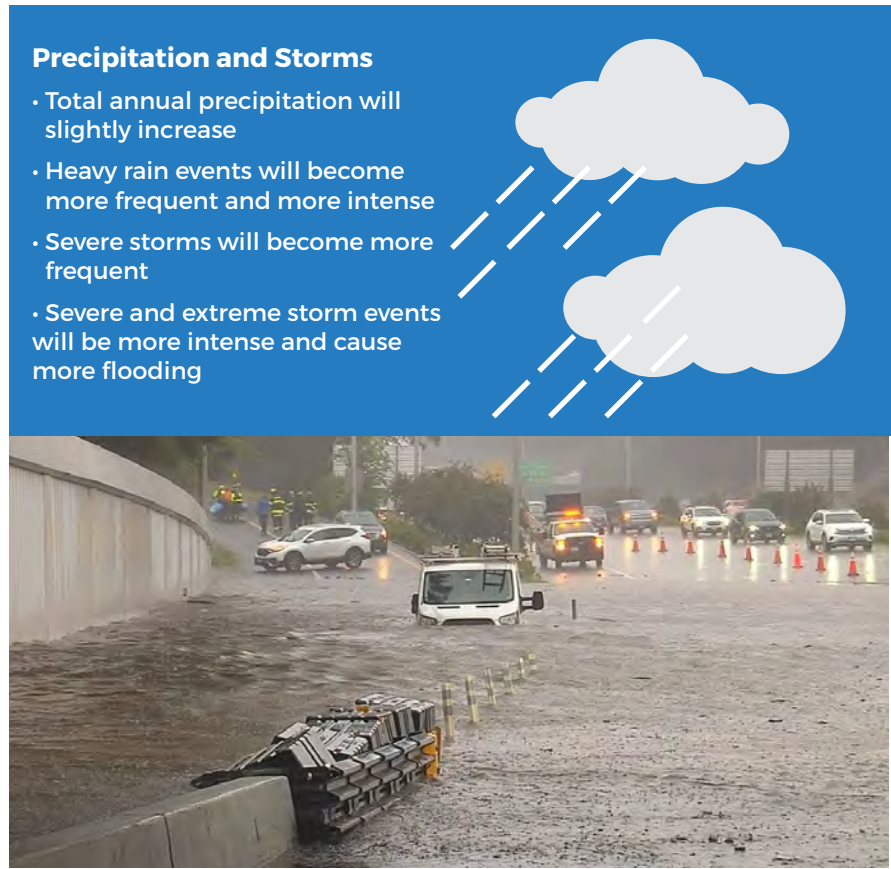 Precipitation and Storms
• Total annual precipitation will
slightly increase
• Heavy rain events will become
more frequent and more intense
• Severe storms will become more
frequent
• Severe and extreme storm events
will be more intense and cause
more flooding